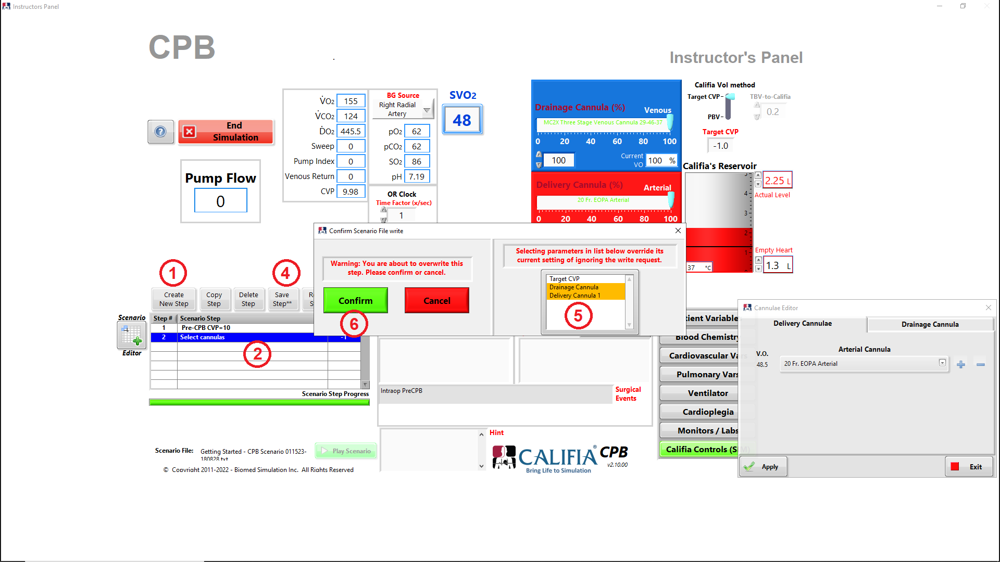 Instructors Panel
CPB
Instructor's Panel
End
Simulation
Pump Flow
0
V̇O2 155
V̇CO2 124
ḊO2 445.5
Sweep 0
Pump Index 0
Venous Return 0
CVP 9.98
BG Source
Right Radial
Artery
pO2 62
pCO2 62
SO2 86
pH 7.19
OR Clock
Time Factor (x/sec)
1
SVO2
48
Drainage Cannula (%)
Venous
MC2X Three Stage Venous Cannula 29-46-37
0 20 40 60 80 100
100
Current
VO
100 %
Delivery Cannula (%)
Arterial
20 Fr. EOPA Arterial
0 20 40 60 80 100
Califia Vol method
Target CVP-
PBV-
TBV-to-Califia
0.2
Target CVP
-1.0
Califia's Reservoir
2.25 L
Actual Level
4
3
2
1
Empty Heart
1.3 L
37 °C
Confirm Scenario File write
Warning: You are about to overwrite this
step. Please confirm or cancel.
Confirm
Cancel
6
Selecting parameters in list below override its
current setting of ignoring the write request.
Target CVP
Drainage Cannula
Delivery Cannula 1
5
1
4
Create
New Step
Copy
Step
Delete
Step
Save
Step**
Scenario
Editor
Step # Scenario Step
1 Pre-CPB CVP=10
2 Select cannulas -1
2
Scenario Step Progress
Scenario File:
Getting Started - CPB Scenario 011523-
180828.txt
Play Scenario
© Copyright 2011-2022 - Biomed Simulation Inc. All Rights Reserved
Intraop PreCPB
Surgical
Events
Hint
CALIFIA® CPB
Bring Life to Simulation
v2.10.00
tient Variables
Blood Chemistry
Cardiovascular Vars
Pulmonary Vars
Ventilator
Cardioplegia
Monitors / Labs
Califia Controls (SIM)
Cannulae Editor
Delivery Cannulae
Drainage Cannula
Arterial Cannula
V.O.
48.5
20 Fr. EOPA Arterial
Apply
Exit